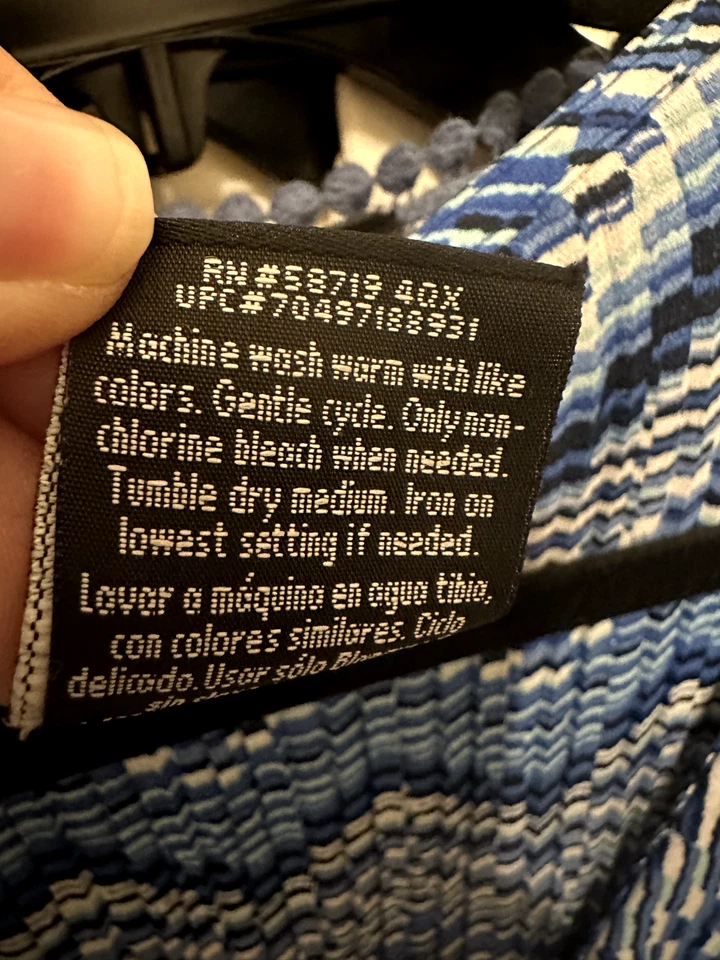 RN#58719 4QX
UPC#70497188931
Machine wash warm with like
colors. Gentle cycle. Only non-
chlorine bleach when needed.
Tumble dry medium. Iron on
lowest setting if needed.
Lavar a máquina en agua tibia,
con colores similares. Ciclo
delicado. Usar sólo
sin